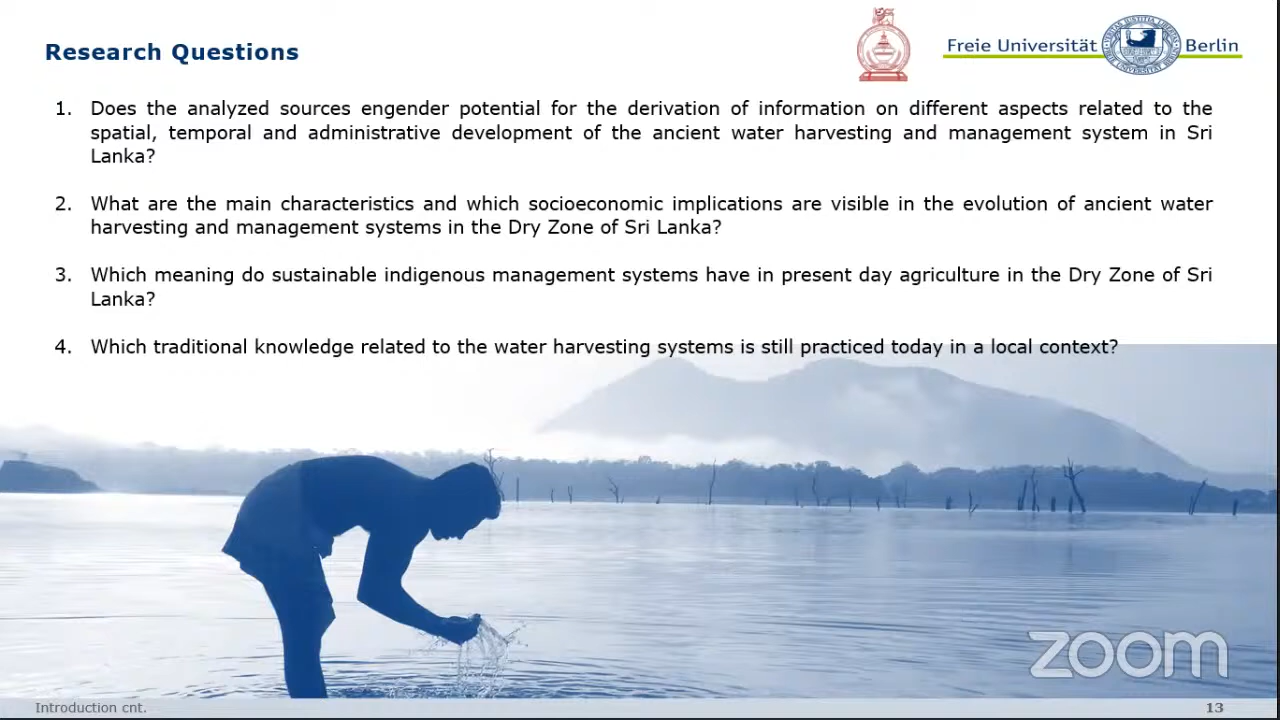 Research Questions
Freie Universität Berlin
1. Does the analyzed sources engender potential for the derivation of information on different aspects related to the
spatial, temporal and administrative development of the ancient water harvesting and management system in Sri
Lanka?
2. What are the main characteristics and which socioeconomic implications are visible in the evolution of ancient water
harvesting and management systems in the Dry Zone of Sri Lanka?
3. Which meaning do sustainable indigenous management systems have in present day agriculture in the Dry Zone of Sri
Lanka?
4. Which traditional knowledge related to the water harvesting systems is still practiced today in a local context?
zoom
Introduction cnt.
13